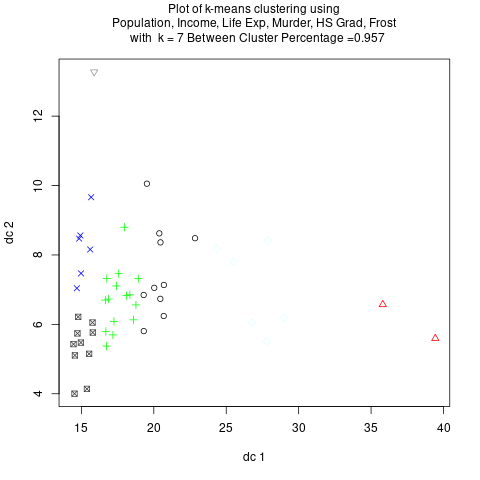 Plot of k-means clustering using
Population, Income, Life Exp, Murder, HS Grad, Frost
with k = 7 Between Cluster Percentage =0.957
12
10
8
6
4
dc 2
15 20 25 30 35 40
dc 1